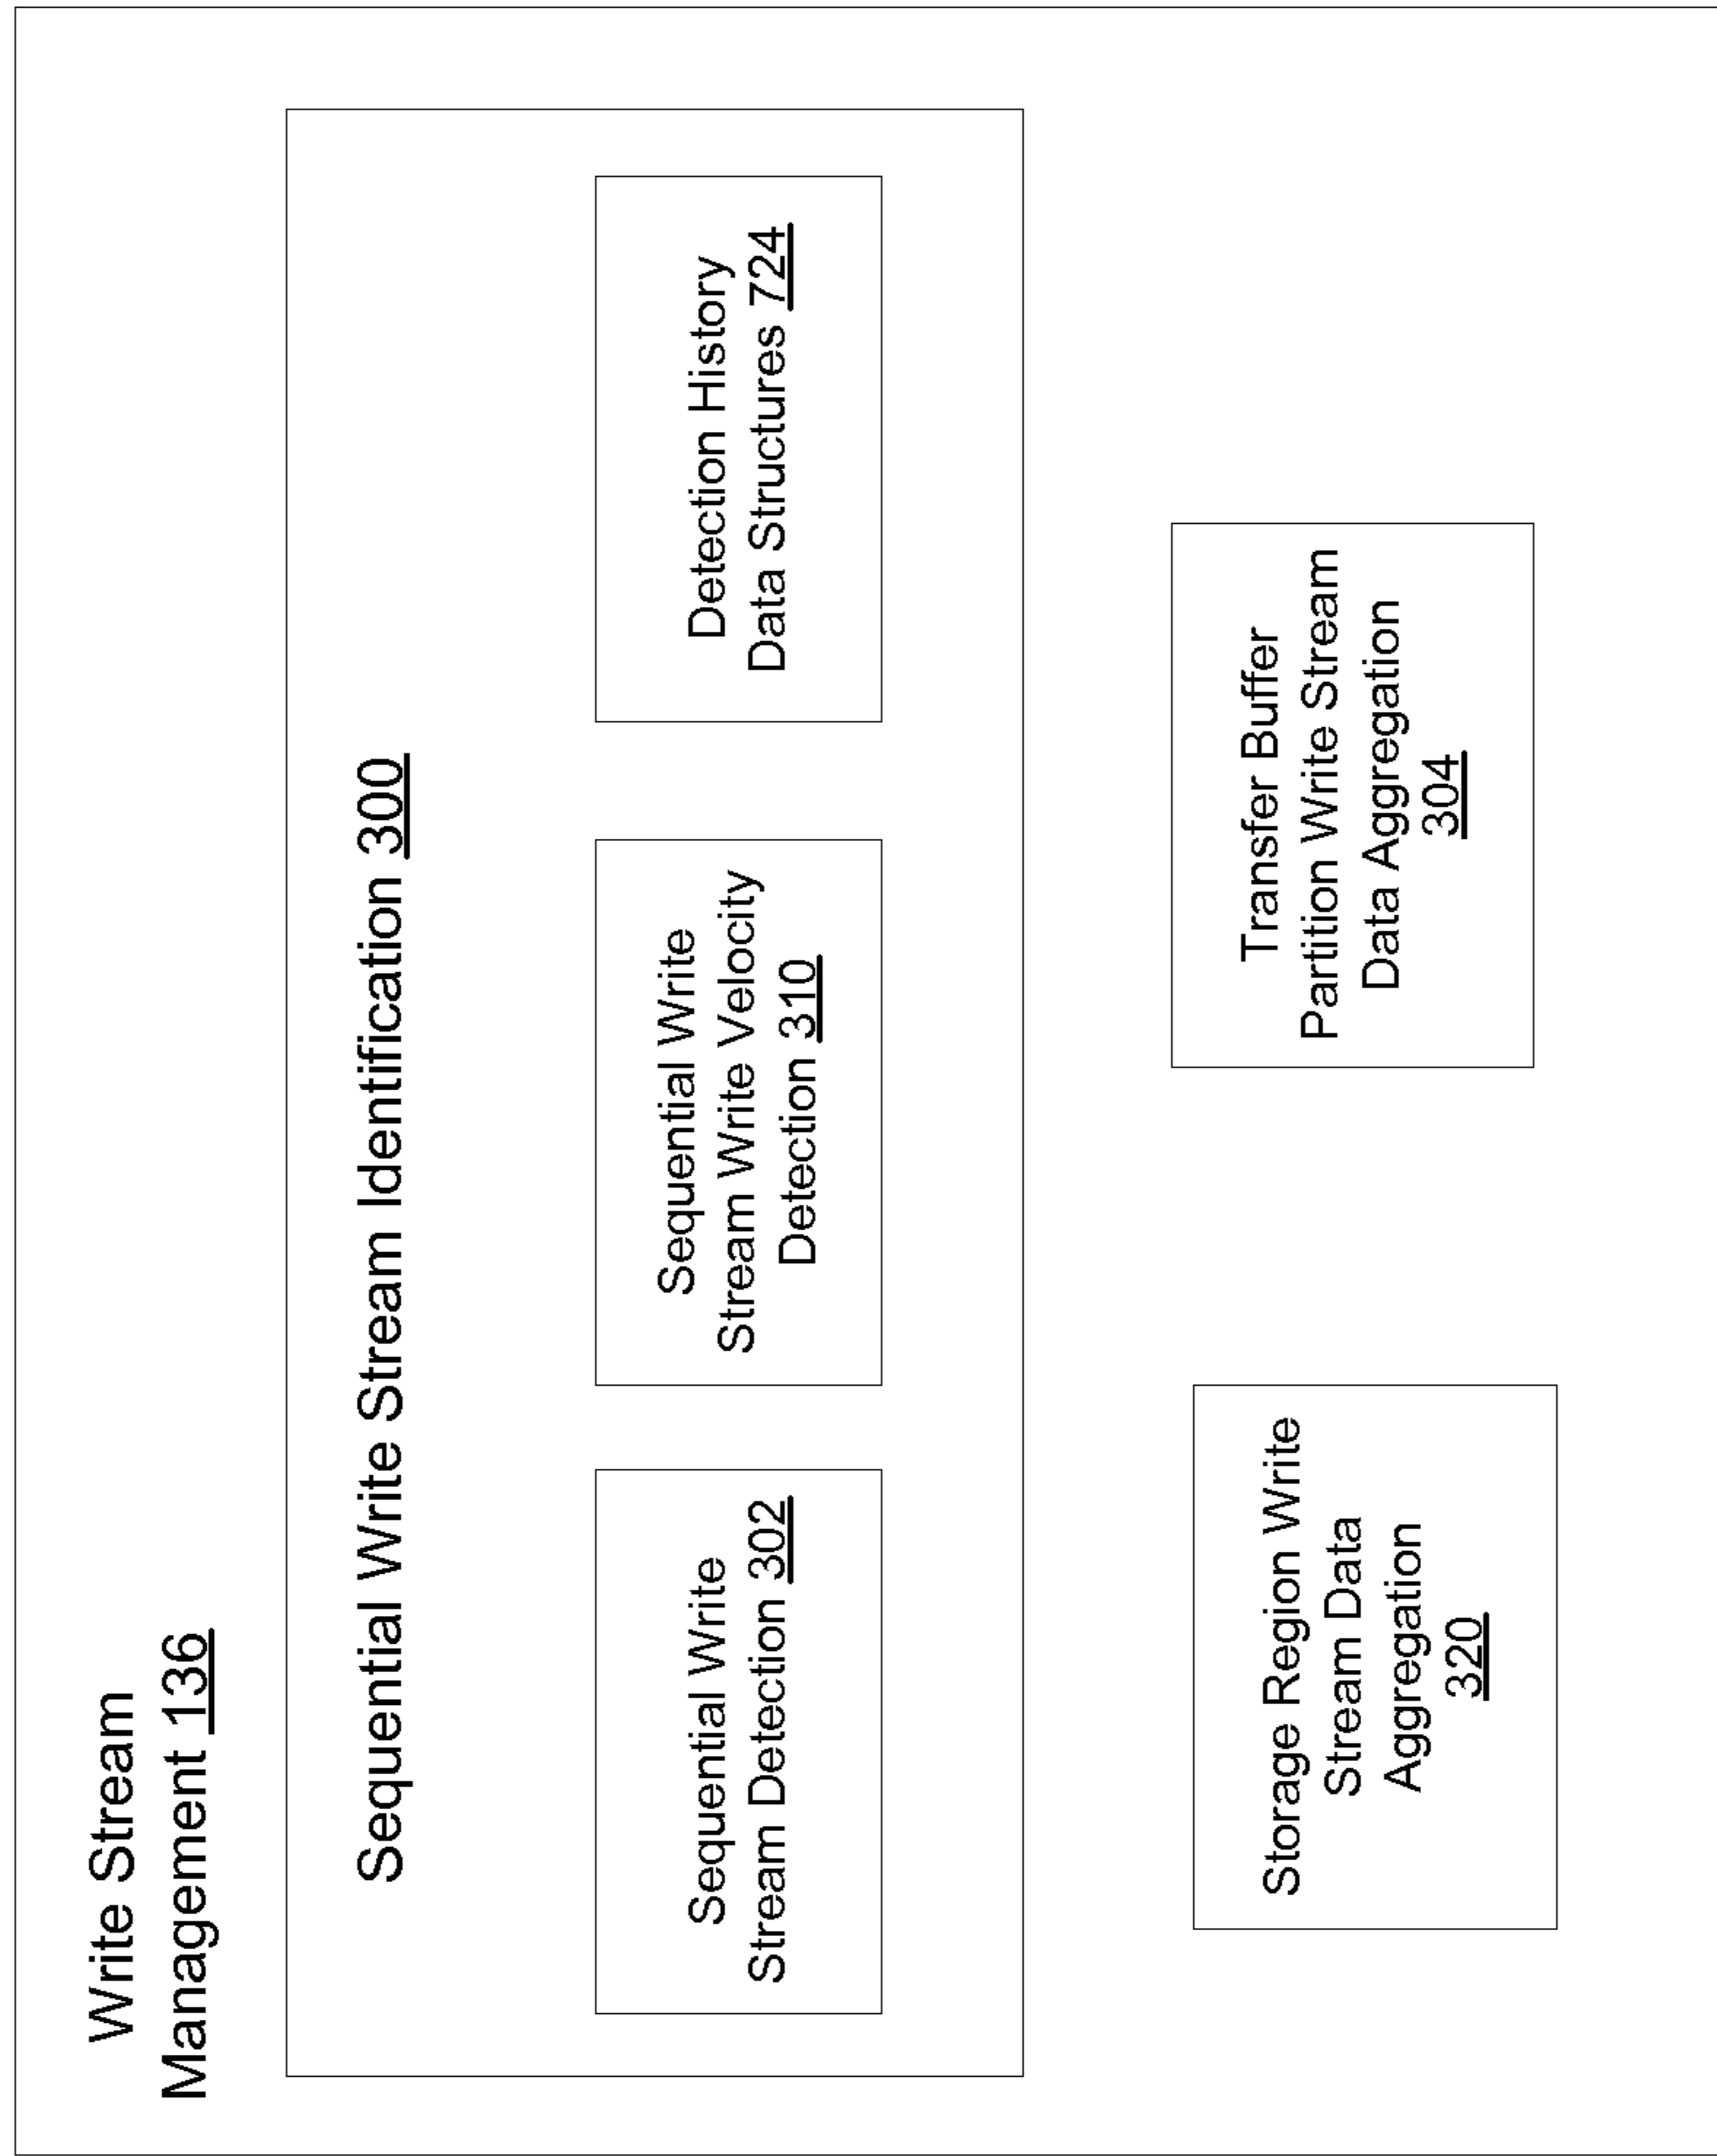 Write Stream
Management 136
Sequential Write Stream Identification 300
Sequential Write
Stream Detection 302
Sequential Write
Stream Write Velocity
Detection 310
Detection History
Data Structures 724
Storage Region Write
Stream Data
Aggregation
320
Transfer Buffer
Partition Write Stream
Data Aggregation
304